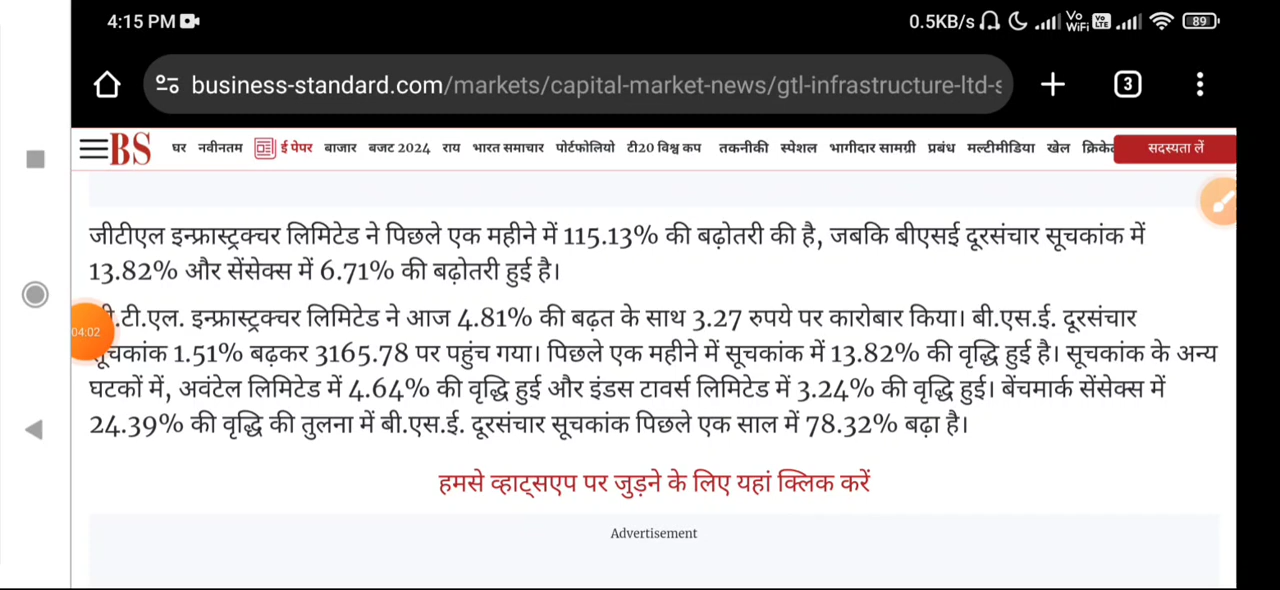 4:15 PM
0.5KB/s
Vo
WiFi
Vo
LTE
89
business-standard.com/markets/capital-market-news/gtl-infrastructure-ltd-s
3
BS
घर नवीनतम ई पेपर बाजार बजट 2024 राय भारत समाचार पोर्टफोलियो टी20 विश्व कप तकनीकी स्पेशल भागीदार सामग्री प्रबंध मल्टीमीडिया खेल क्रिके
सदस्यता लें
जीटीएल इन्फ्रास्ट्रक्चर लिमिटेड ने पिछले एक महीने में 115.13% की बढ़ोतरी की है, जबकि बीएसई दूरसंचार सूचकांक में
13.82% और सेंसेक्स में 6.71% की बढ़ोतरी हुई है।
.टी.एल. इन्फ्रास्ट्रक्चर लिमिटेड ने आज 4.81% की बढ़त के साथ 3.27 रुपये पर कारोबार किया। बी.एस.ई. दूरसंचार
04:02
सूचकांक 1.51% बढ़कर 3165.78 पर पहुंच गया। पिछले एक महीने में सूचकांक में 13.82% की वृद्धि हुई है। सूचकांक के अन्य
घटकों में, अवंटेल लिमिटेड में 4.64% की वृद्धि हुई और इंडस टावर्स लिमिटेड में 3.24% की वृद्धि हुई। बेंचमार्क सेंसेक्स में
24.39% की वृद्धि की तुलना में बी.एस.ई. दूरसंचार सूचकांक पिछले एक साल में 78.32% बढ़ा है।
हमसे व्हाट्सएप पर जुड़ने के लिए यहां क्लिक करें
Advertisement